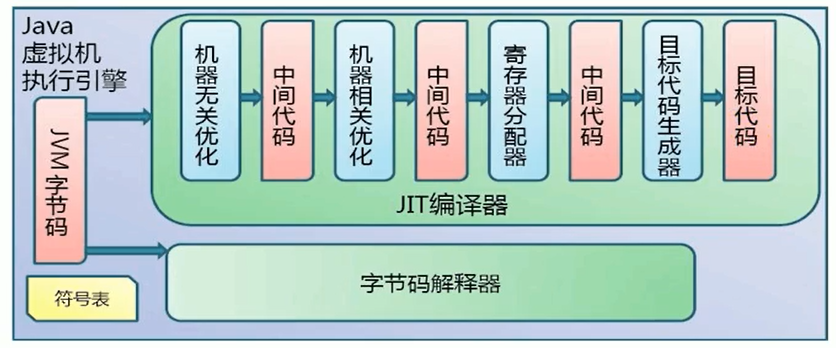 Java
虚拟机
执行引擎
JVM字节码
符号表
机器无关优化
中间代码
机器相关优化
中间代码
寄存器分配器
中间代码
目标代码生成器
目标代码
JIT编译器
字节码解释器